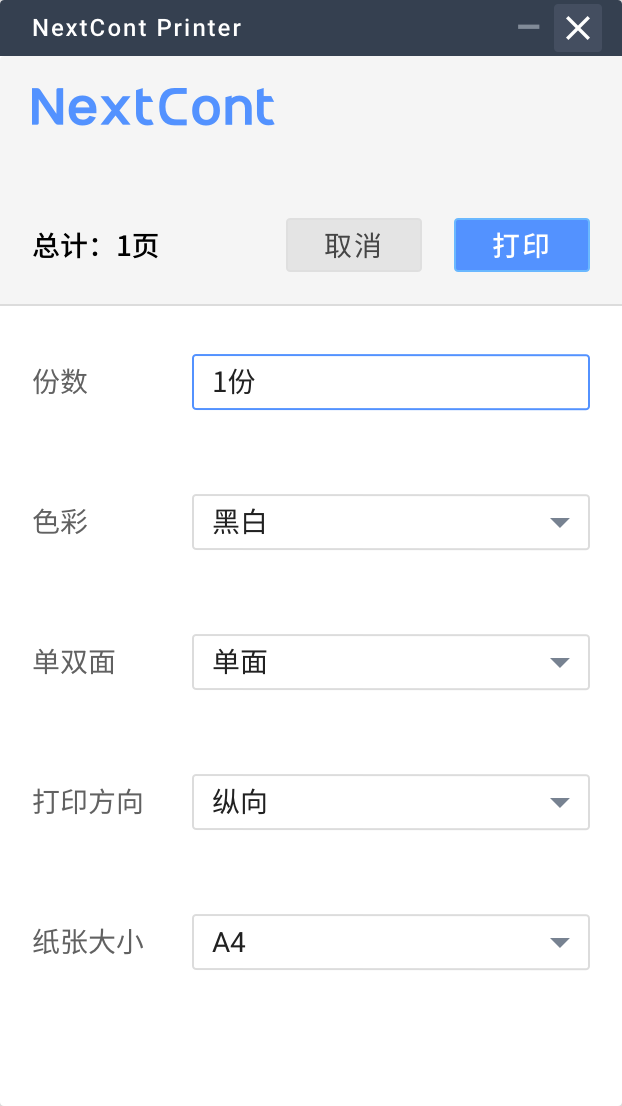 NextCont Printer
NextCont
总计：1页 取消 打印
份数 1份
色彩 黑白
单双面 单面
打印方向 纵向
纸张大小 A4